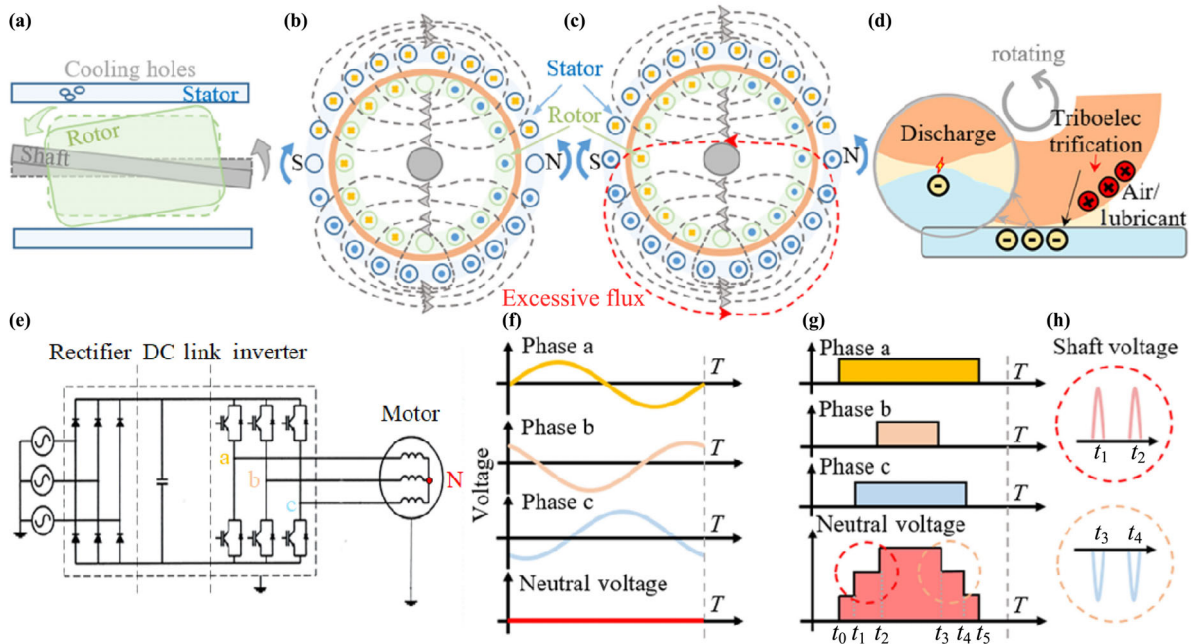 (a)
Cooling holes
Stator
Rotor
Shaft
(b)
S
N
Stator
Rotor
(c)
S
N
Excessive flux
(d)
rotating
Discharge
Triboelec
trification
Air/
lubricant
(e)
Rectifier DC link inverter
Motor
a
b
c
N
(f)
Voltage
Phase a
T
Phase b
T
Phase c
T
Neutral voltage
T
(g)
Phase a
T
Phase b
T
Phase c
T
Neutral voltage
T
t0 t1 t2 t3 t4 t5
(h)
Shaft voltage
t1 t2
t3 t4